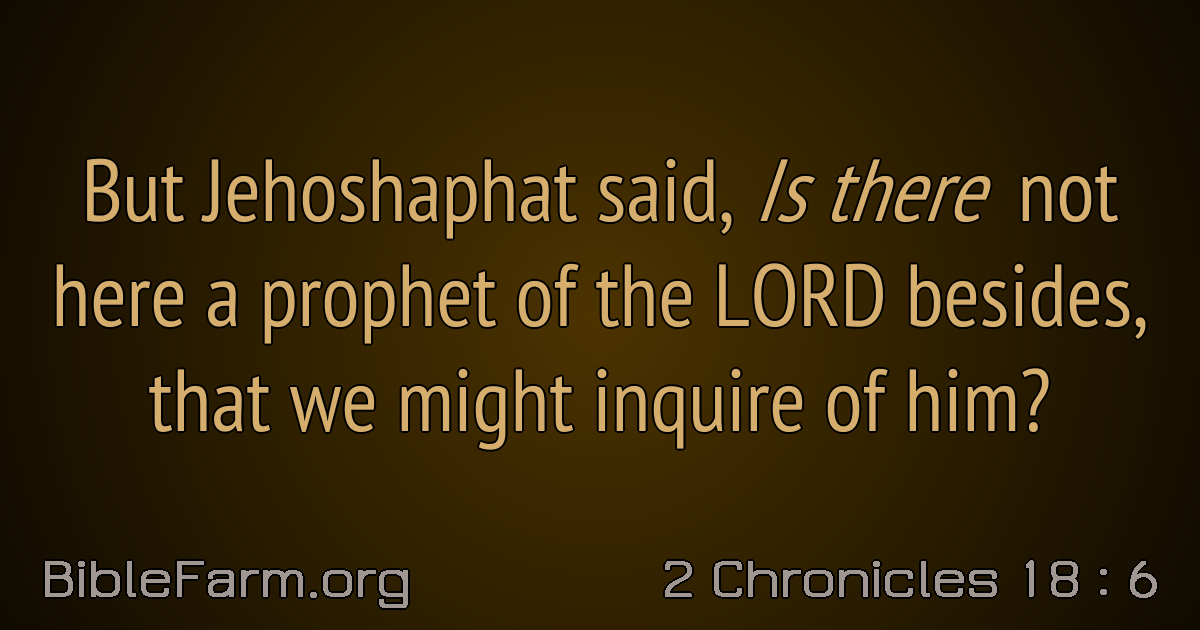 But Jehoshaphat said, Is there not
here a prophet of the LORD besides,
that we might inquire of him?
BibleFarm.org
2 Chronicles 18 : 6